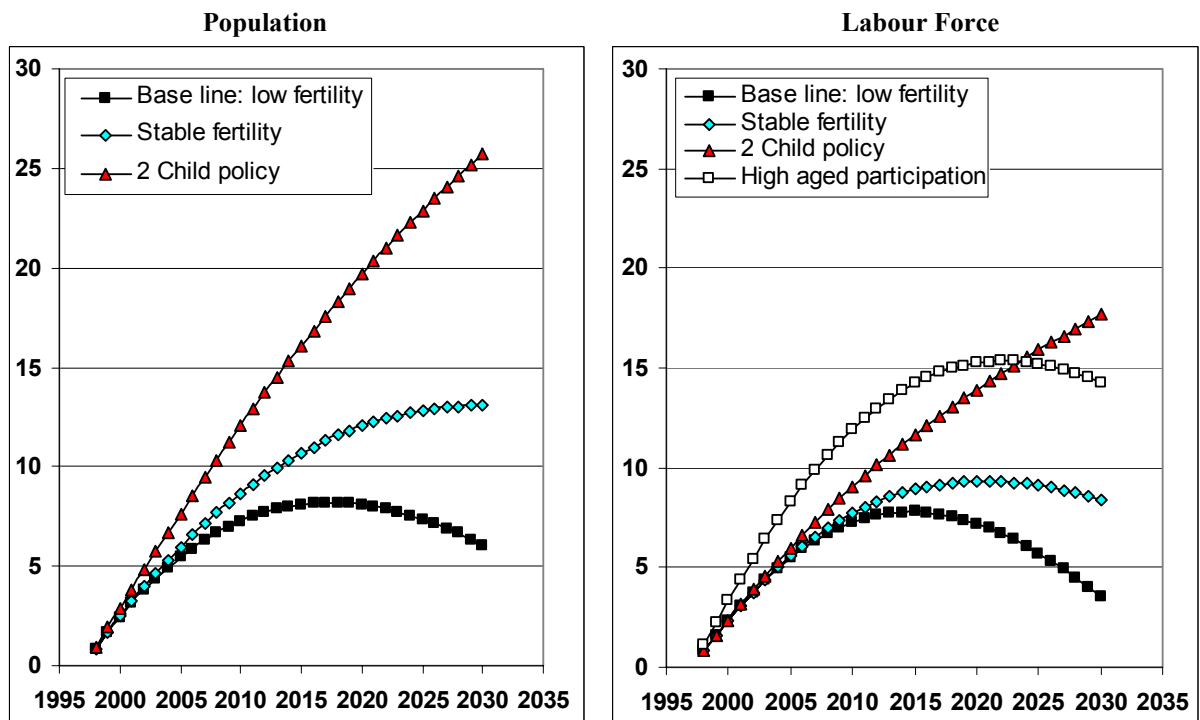 Population
30
25
20
15
10
5
0
1995 2000 2005 2010 2015 2020 2025 2030 2035
Base line: low fertility
Stable fertility
2 Child policy
Labour Force
30
25
20
15
10
5
0
1995 2000 2005 2010 2015 2020 2025 2030 2035
Base line: low fertility
Stable fertility
2 Child policy
High aged participation